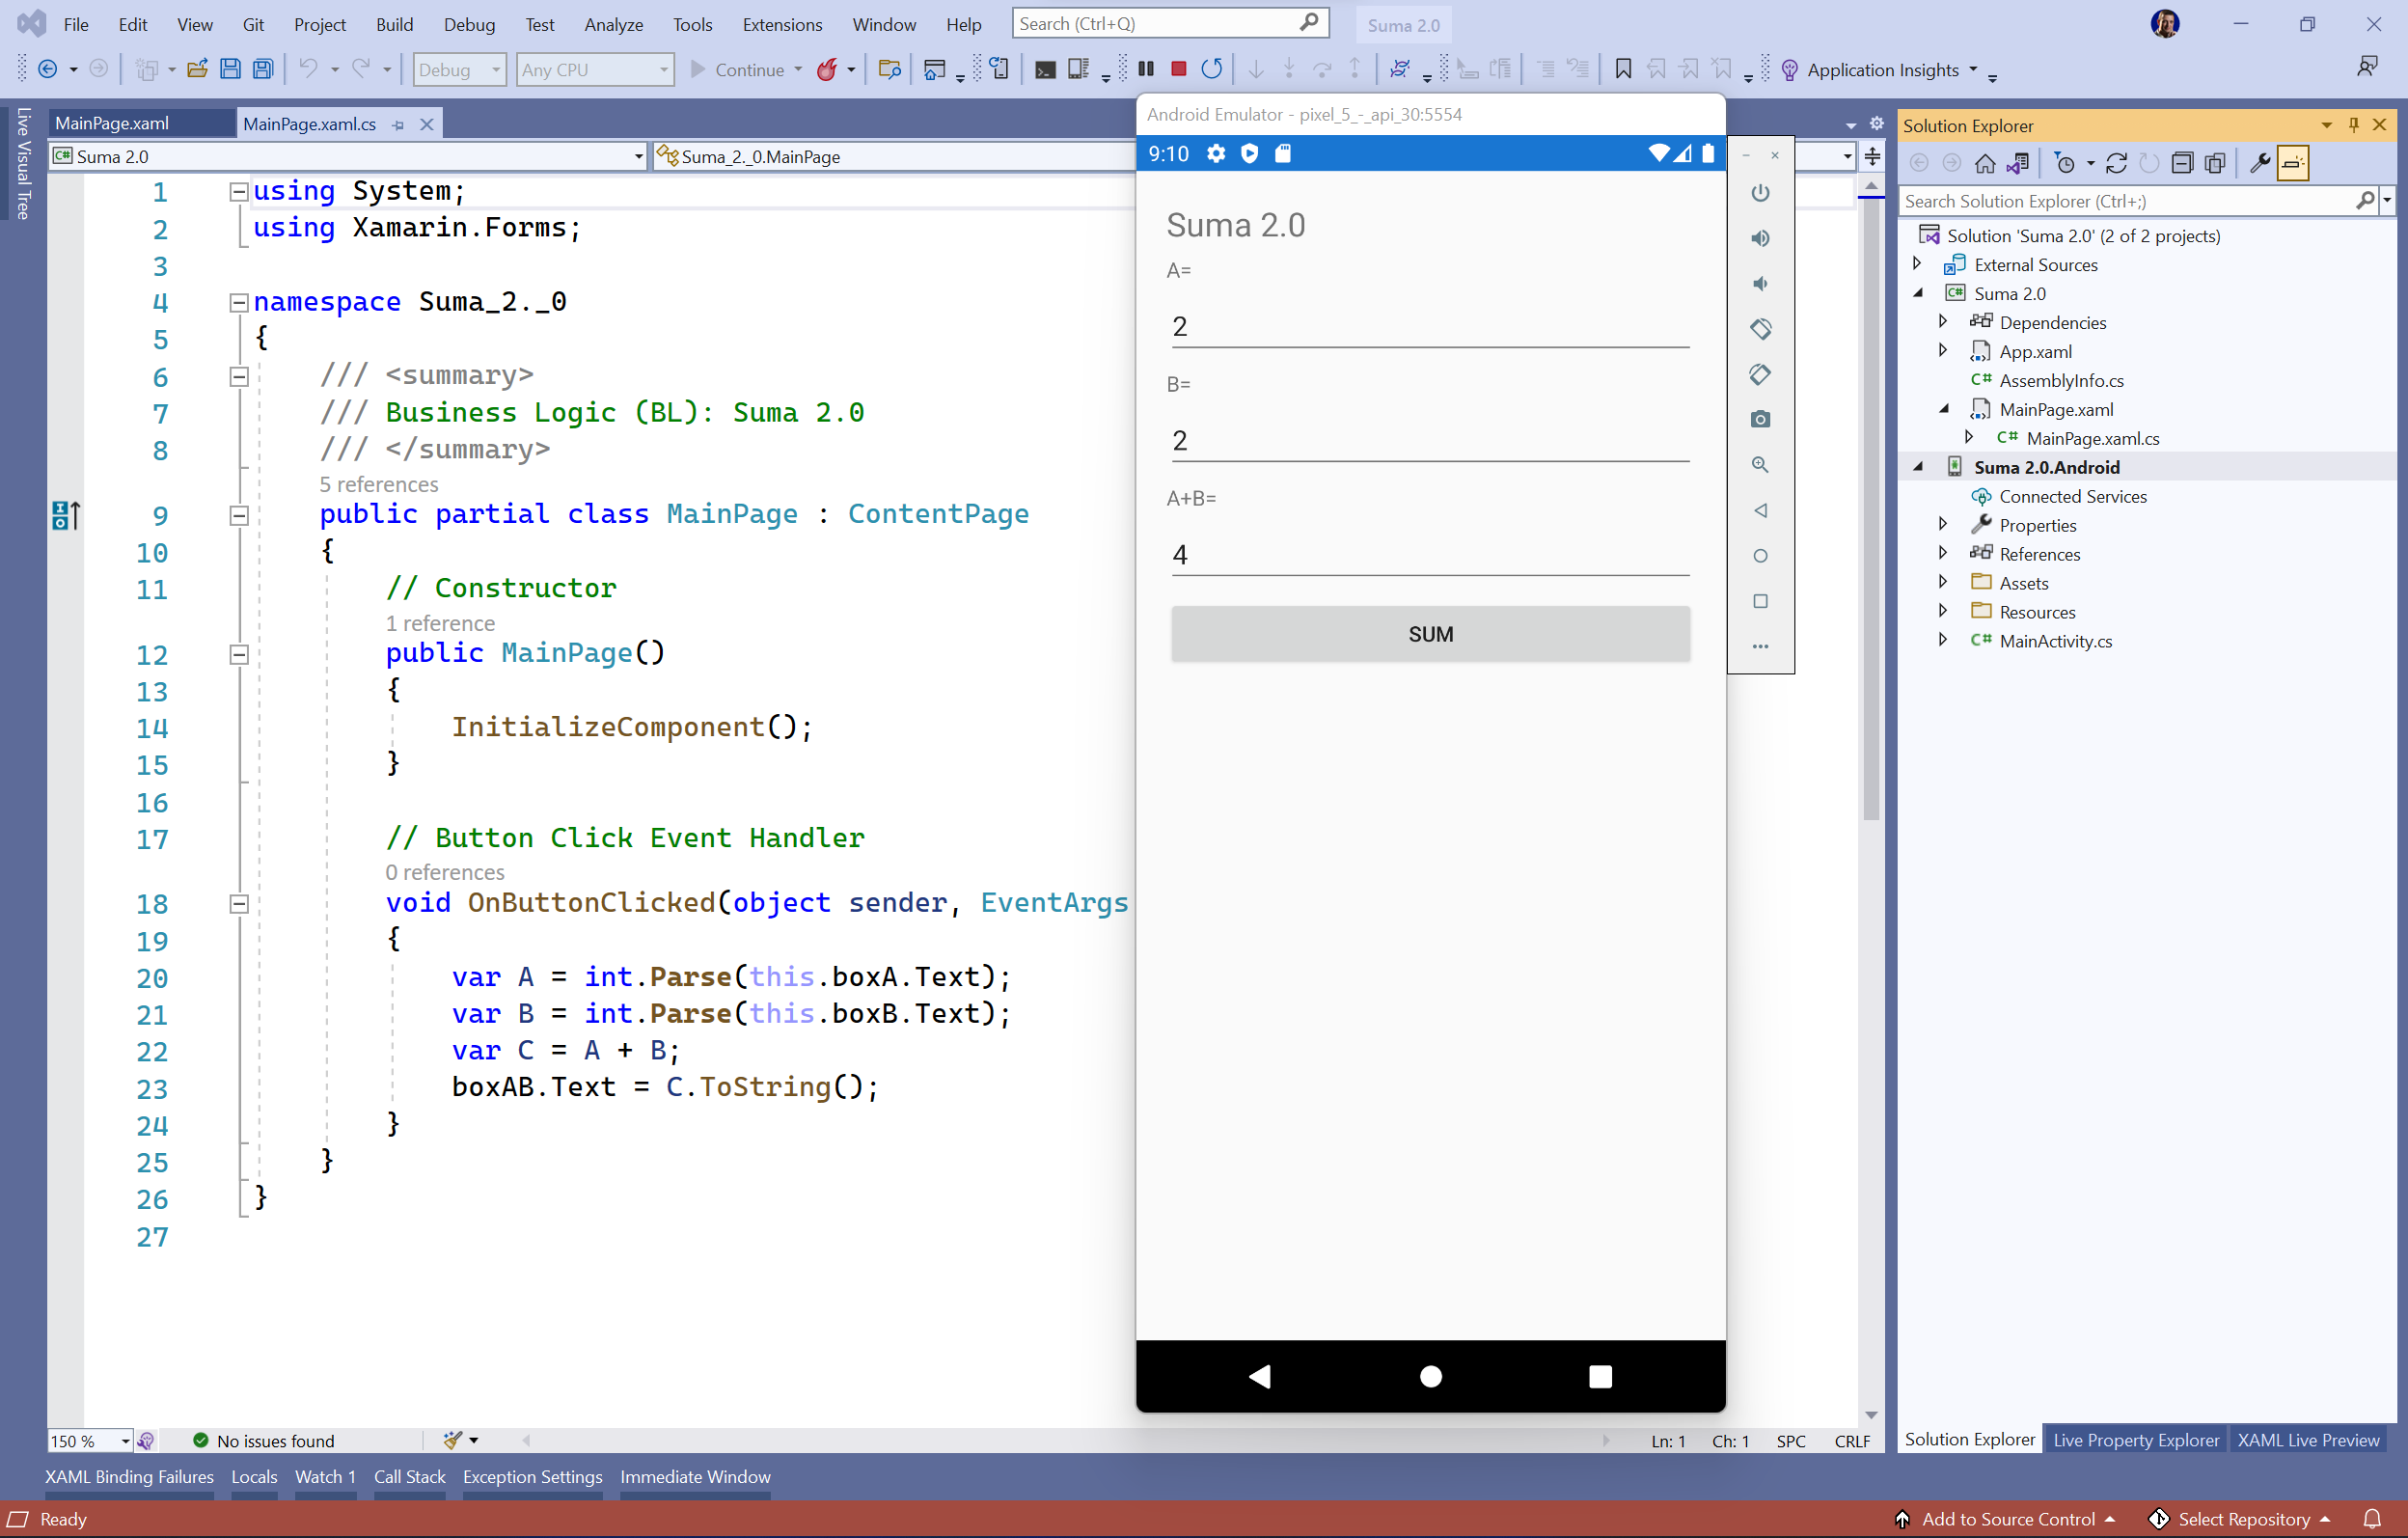 File Edit View Git Project Build Debug Test Analyze Tools Extensions Window Help Search (Ctrl+Q) Suma 2.0
Debug Any CPU Continue Application Insights
Live Visual Tree
MainPage.xaml MainPage.xaml.cs
C# Suma 2.0 Suma_2._0.MainPage
1 using System;
2 using Xamarin.Forms;
3
4 namespace Suma_2._0
5 {
6 /// <summary>
7 /// Business Logic (BL): Suma 2.0
8 /// </summary>
5 references
9 public partial class MainPage : ContentPage
10 {
11 // Constructor
1 reference
12 public MainPage()
13 {
14 InitializeComponent();
15 }
16
17 // Button Click Event Handler
0 references
18 void OnButtonClicked(object sender, EventArgs
19 {
20 var A = int.Parse(this.boxA.Text);
21 var B = int.Parse(this.boxB.Text);
22 var C = A + B;
23 boxAB.Text = C.ToString();
24 }
25 }
26 }
27
Android Emulator - pixel_5_-_api_30:5554
9:10
Suma 2.0
A=
2
B=
2
A+B=
4
SUM
Solution Explorer
Search Solution Explorer (Ctrl+;)
Solution 'Suma 2.0' (2 of 2 projects)
External Sources
C# Suma 2.0
Dependencies
App.xaml
C# AssemblyInfo.cs
MainPage.xaml
C# MainPage.xaml.cs
Suma 2.0.Android
Connected Services
Properties
References
Assets
Resources
C# MainActivity.cs
150 % No issues found Ln: 1 Ch: 1 SPC CRLF
Solution Explorer Live Property Explorer XAML Live Preview
XAML Binding Failures Locals Watch 1 Call Stack Exception Settings Immediate Window
Ready Add to Source Control Select Repository